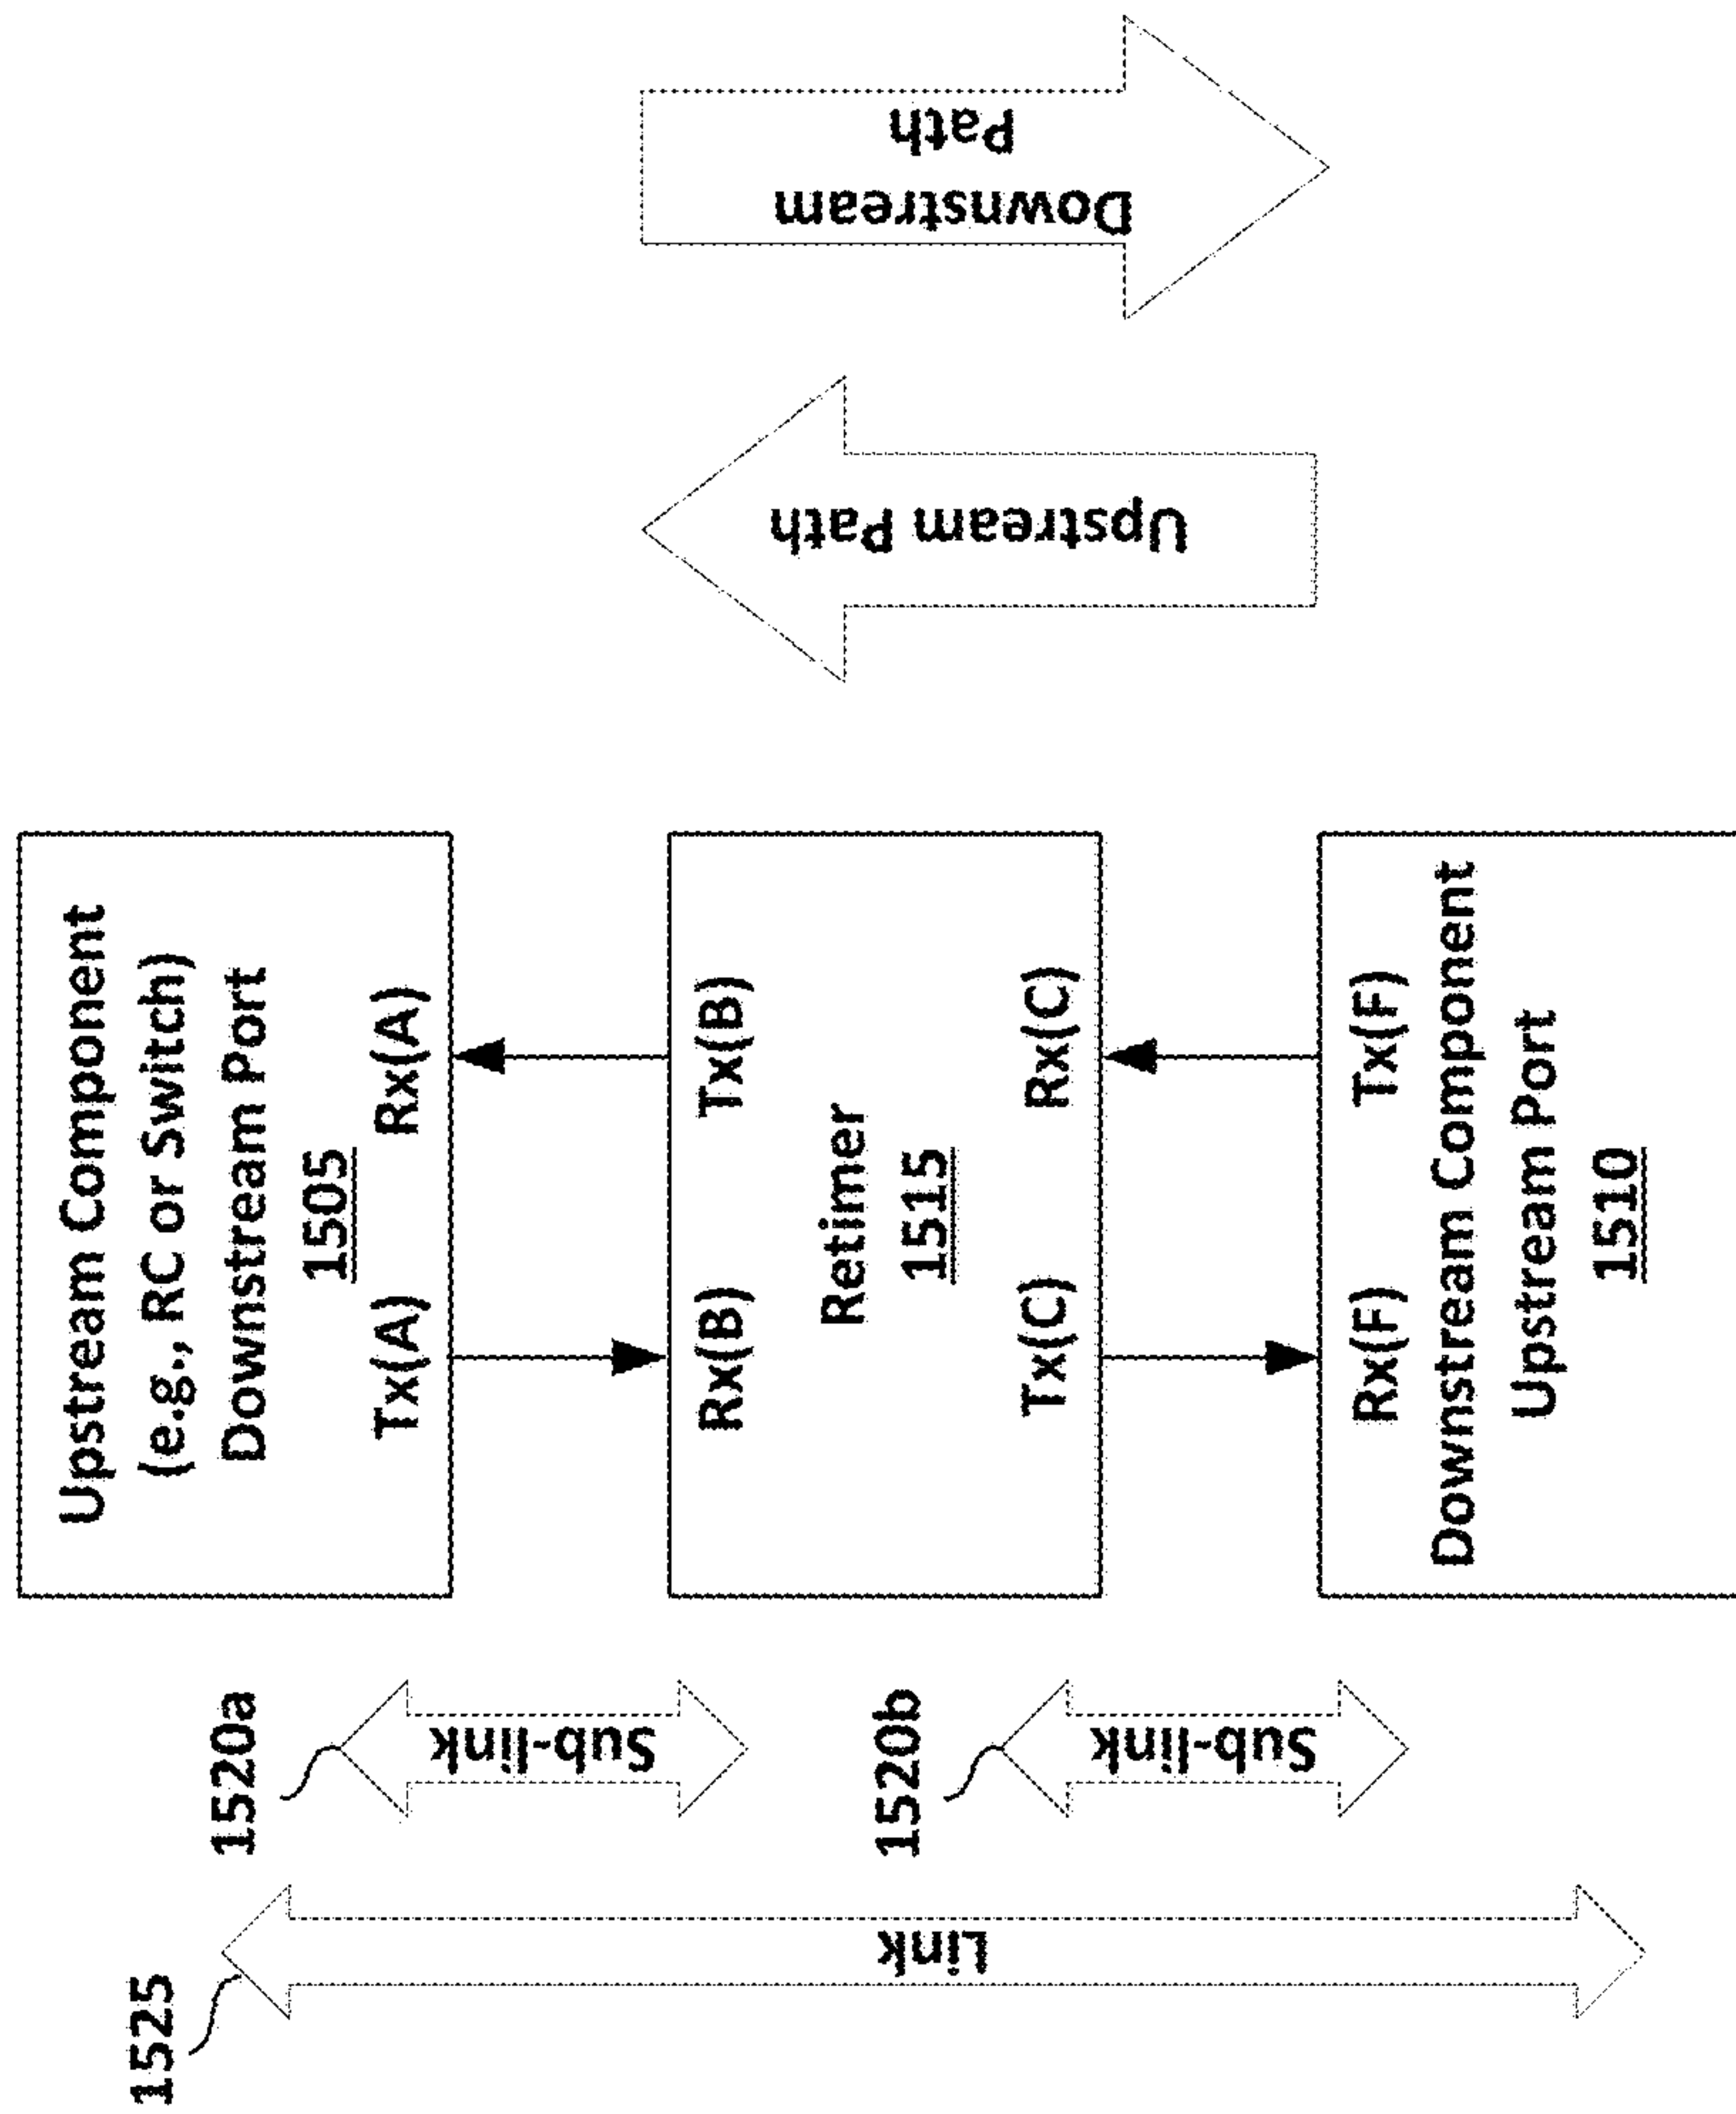 1525
Link
1520a
Sub-link
1520b
Sub-link
Upstream Component
(e.g., RC or Switch)
Downstream Port
1505
Tx(A)
Rx(A)
Rx(B)
Tx(B)
Retimer
1515
Tx(C)
Rx(C)
Rx(F)
Tx(F)
Downstream Component
Upstream Port
1510
Upstream Path
Downstream
Path